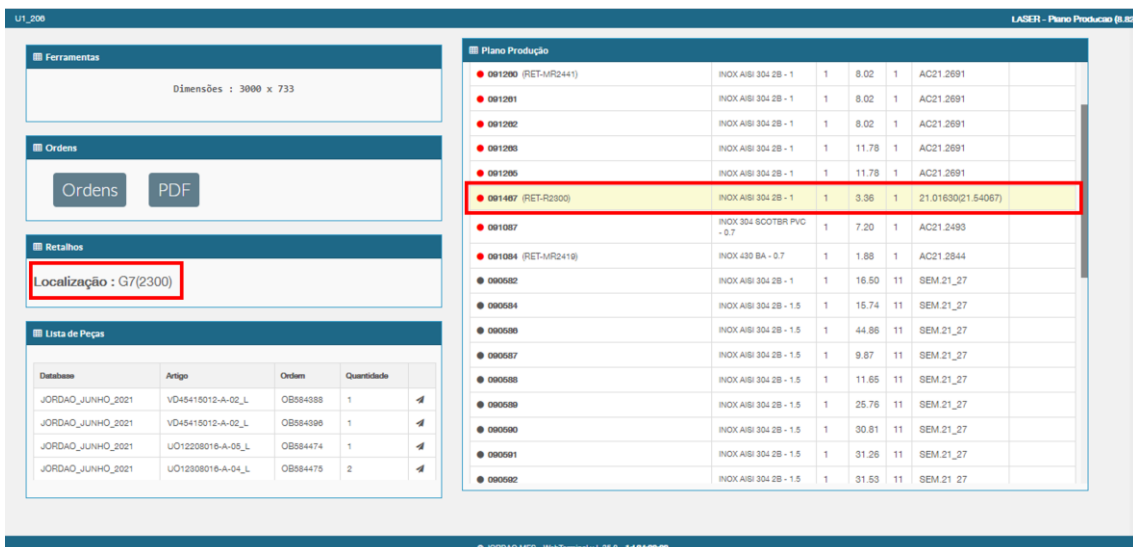 U1_206
LASER - Plano Producao (8.83
Ferramentas
Dimensões : 3000 x 733
Ordens
Ordens PDF
Retalhos
Localização : G7(2300)
Lista de Peças
Database Artigo Ordem Quantidade
JORDAO_JUNHO_2021 VD45415012-A-02_L OB584388 1
JORDAO_JUNHO_2021 VD45415012-A-02_L OB584396 1
JORDAO_JUNHO_2021 UO12208016-A-05_L OB584474 1
JORDAO_JUNHO_2021 UO12308016-A-04_L OB584475 2
Plano Produção
091260 (RET-MR2441) INOX AISI 304 2B - 1 1 8.02 1 AC21.2691
091261 INOX AISI 304 2B - 1 1 8.02 1 AC21.2691
091262 INOX AISI 304 2B - 1 1 8.02 1 AC21.2691
091263 INOX AISI 304 2B - 1 1 11.78 1 AC21.2691
091265 INOX AISI 304 2B - 1 1 11.78 1 AC21.2691
091467 (RET-R2300) INOX AISI 304 2B - 1 1 3.36 1 21.01630(21.54067)
091087 INOX 304 SCOTBR PVC - 0.7 1 7.20 1 AC21.2493
091084 (RET-MR2419) INOX 430 BA - 0.7 1 1.88 1 AC21.2844
090582 INOX AISI 304 2B - 1 1 16.50 11 SEM.21_27
090584 INOX AISI 304 2B - 1.5 1 15.74 11 SEM.21_27
090586 INOX AISI 304 2B - 1.5 1 44.86 11 SEM.21_27
090587 INOX AISI 304 2B - 1.5 1 9.87 11 SEM.21_27
090588 INOX AISI 304 2B - 1.5 1 11.65 11 SEM.21_27
090589 INOX AISI 304 2B - 1.5 1 25.76 11 SEM.21_27
090590 INOX AISI 304 2B - 1.5 1 30.81 11 SEM.21_27
090591 INOX AISI 304 2B - 1.5 1 31.26 11 SEM.21_27
090592 INOX AISI 304 2B - 1.5 1 31.53 11 SEM.21_27